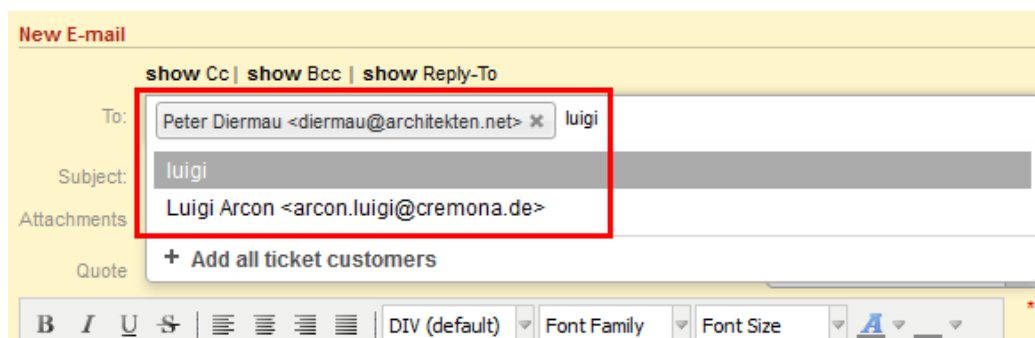 New E-mail
show Cc | show Bcc | show Reply-To
To: Peter Diermau <diermau@architekten.net> × luigi
luigi
Subject:
Luigi Arcon <arcon.luigi@cremona.de>
Attachments
+ Add all ticket customers
Quote
B I U S DIV (default) Font Family Font Size A *